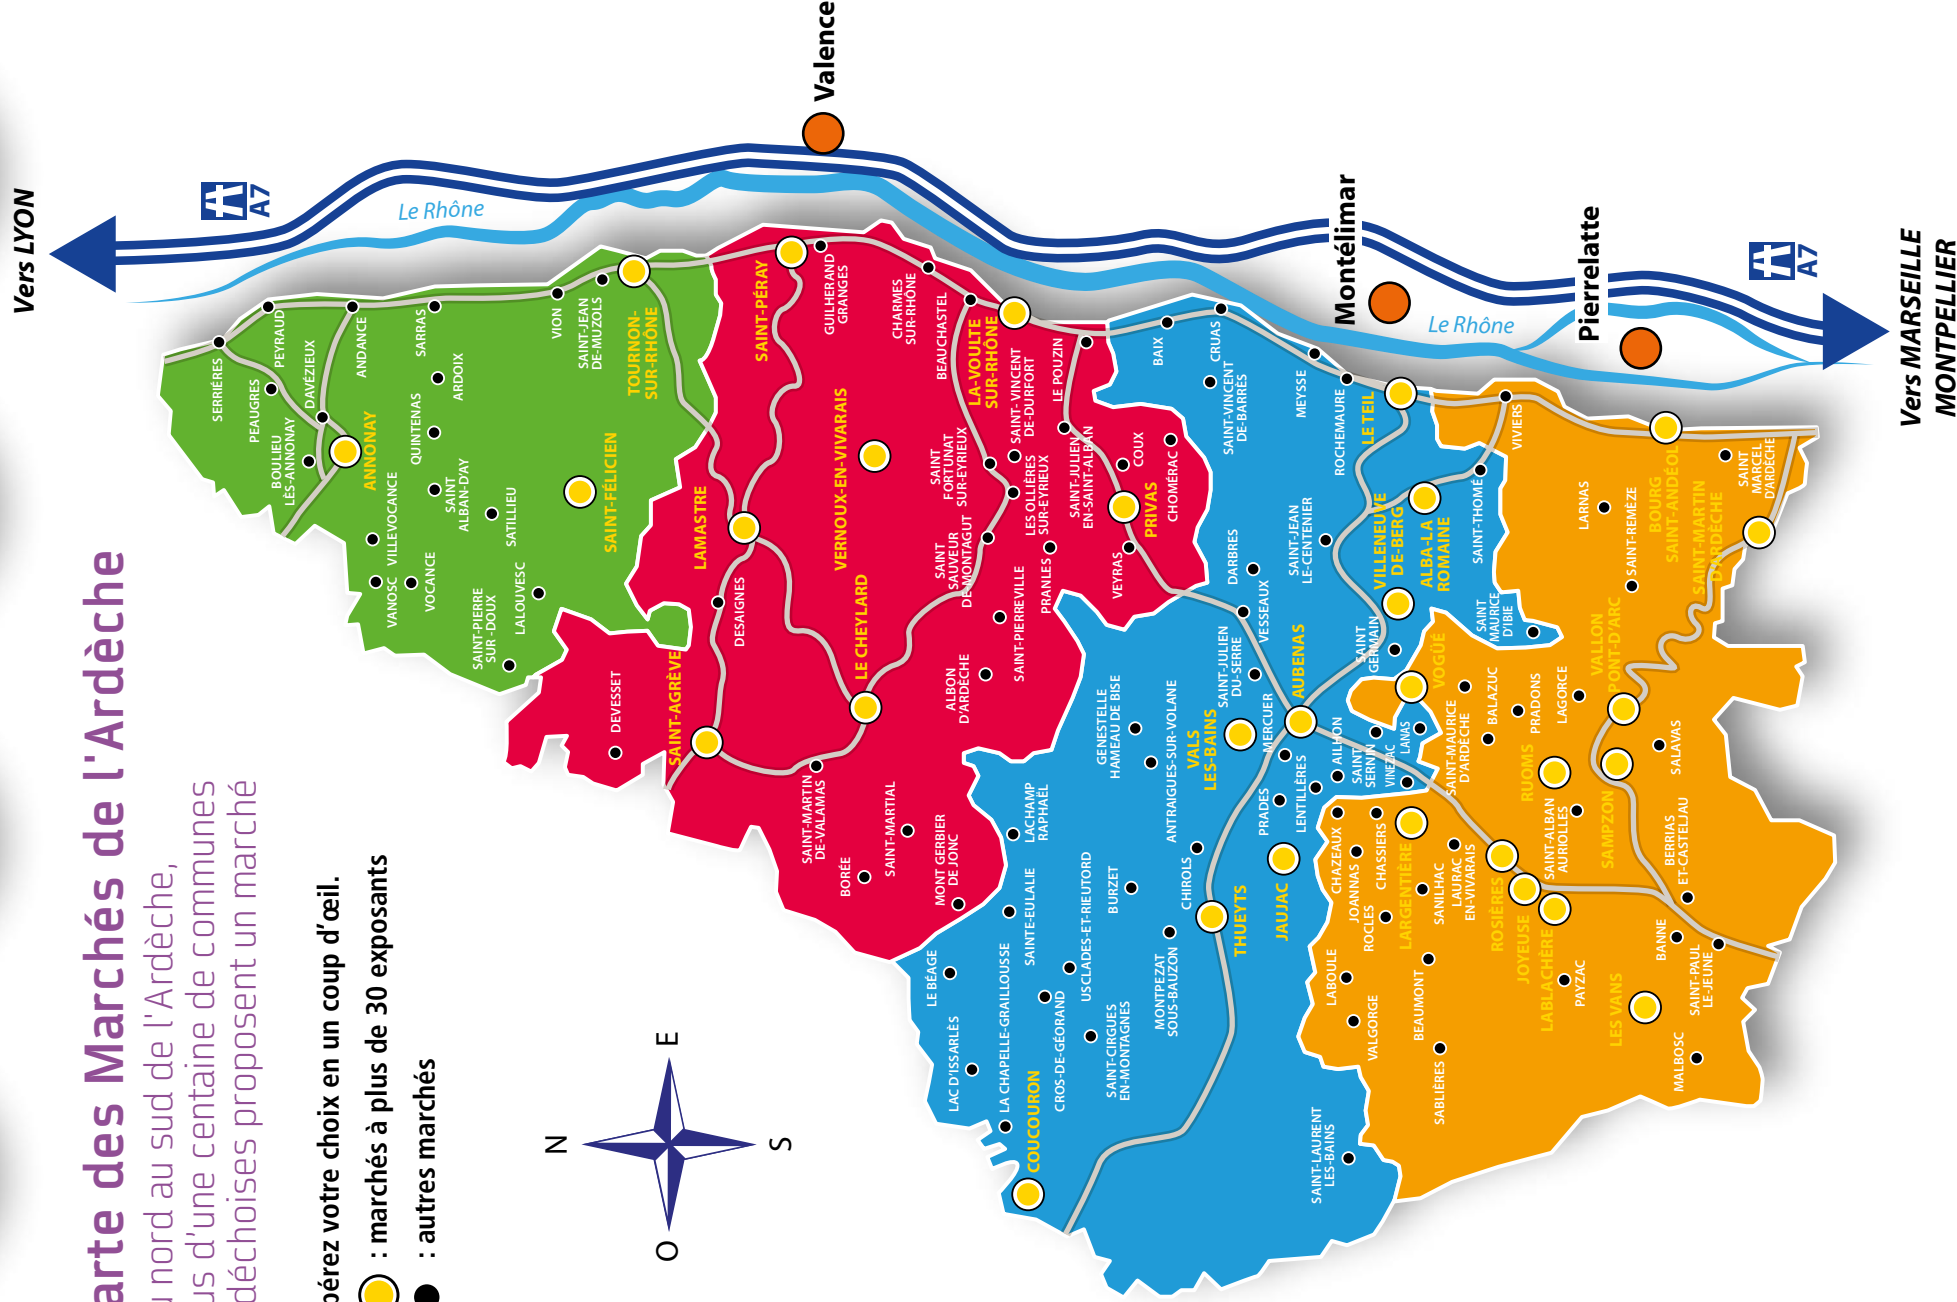 arte des Marchés de l'Ardèche
nord au sud de l'Ardèche,
us d'une centaine de communes
déchoises proposent un marché
pérez votre choix en un coup d'œil.
: marchés à plus de 30 exposants
: autres marchés
N
E
S
O
Vers LYON
A7
Le Rhône
Valence
Montélimar
Le Rhône
Pierrelatte
A7
Vers MARSEILLE
MONTPELLIER
SERRIÉRES
PEYRAUD
PEAUGRES
DAVÉZIEUX
BOULIEU
LÈS-ANNONAY
ANDANCE
ANNONAY
SARRAS
ARDOIX
QUINTENAS
SAINT
ALBAN-D'AY
VILLEVOCANCE
VANOSC
VOCANCE
SATILLIEU
SAINT-PIERRE
SUR-DOUX
LALOUVESC
VION
SAINT-JEAN
DE-MUZOLS
TOURNON-
SUR-RHÔNE
SAINT-FÉLICIEN
DEVESSET
SAINT-AGRÈVE
DESAIGNES
LAMASTRE
SAINT-PÉRAY
GUILHERAND
GRANGES
CHARMES
SUR-RHÔNE
BEAUCHASTEL
LA-VOULTE
SUR-RHÔNE
VERNOUX-EN-VIVARAIS
LE CHEYLARD
SAINT-MARTIN
DE-VALAMAS
BORÉE
SAINT-MARTIAL
MONT GERBIER
DE JONC
SAINT
FORTUNAT
SUR-EYRIEUX
SAINT- VINCENT
DE-DURFORT
LES OLLIÈRES
SUR-EYRIEUX
SAINT
SAUVEUR
DE-MONTAGUT
ALBON
D'ARDÈCHE
SAINT-PIERREVILLE
PRANLES
LE POUZIN
SAINT-JULIEN
EN-SAINT-ALBAN
COUX
CHOMÉRAC
PRIVAS
VEYRAS
BAIX
CRUAS
SAINT-VINCENT
DE-BARRÈS
MEYSSE
ROCHEMAURE
LE TEIL
DARBRES
SAINT-JEAN
LE-CENTENIER
VILLENEUVE
DE-BERG
ALBA-LA
ROMAINE
SAINT-THOMÉ
VIVIERS
VESSEAUX
SAINT-JULIEN
DU-SERRE
AUBENAS
SAINT
GERMAIN
VOGÜÉ
SAINT
MAURICE
D'IBIE
GENESTELLE
HAMEAU DE BISE
ANTRAIGUES-SUR-VOLANE
VALS
LES-BAINS
MERCUER
LACHAMP
RAPHAËL
SAINTE-EULALIE
USCLADES-ET-RIEUTORD
BURZET
CHIROLS
PRADES
LENTILLÈRES
AILHON
SAINT
SERNIN
VINEZAC
LANAS
THUEYTS
JAUJAC
LE BÉAGE
LAC D'ISSARLÈS
LA CHAPELLE-GRAILLOUSSE
CROS-DE-GÉORAND
SAINT-CIRGUES
EN-MONTAGNES
MONTPEZAT
SOUS-BAUZON
COUCOURON
SAINT-LAURENT
LES-BAINS
SAINT-MAURICE
D'ARDÈCHE
BALAZUC
PRADONS
LAGORCE
VALLON
PONT-D'ARC
SAINT-REMÈZE
LARNAS
BOURG
SAINT-ANDÉOL
SAINT-MARTIN
D'ARDÈCHE
SAINT
MARCEL
D'ARDÈCHE
CHAZEAUX
JOANNAS
CHASSIERS
ROCLES
LARGENTIÈRE
SANILHAC
LAURAC
EN-VIVARAIS
RUOMS
SAINT-ALBAN
AURIOLLES
SAMPZON
SALAVAS
LABOULE
VALGORGE
BEAUMONT
SABLIÈRES
ROSIÈRES
JOYEUSE
LABLACHÈRE
PAYZAC
LES VANS
BERRIAS
ET-CASTELJAU
BANNE
SAINT-PAUL
LE-JEUNE
MALBOSC